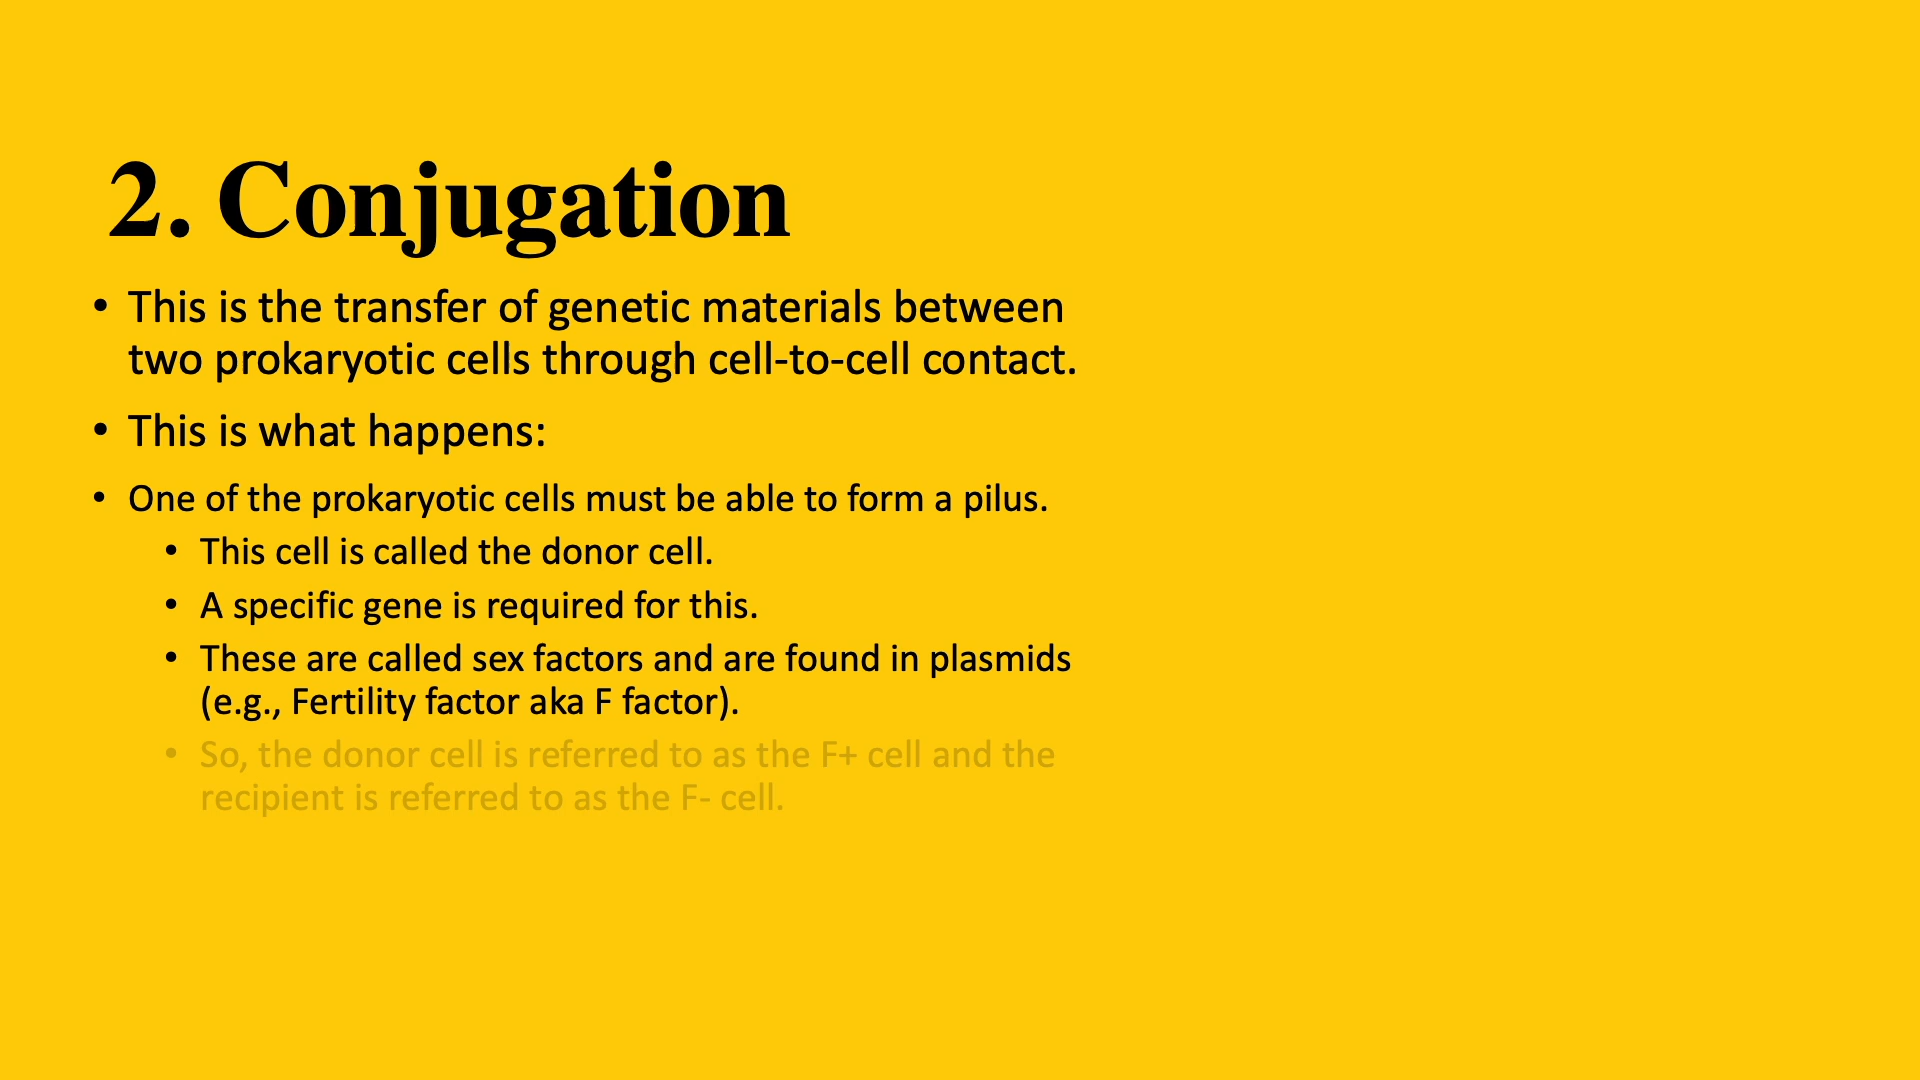 2. Conjugation
• This is the transfer of genetic materials between
two prokaryotic cells through cell-to-cell contact.
• This is what happens:
• One of the prokaryotic cells must be able to form a pilus.
• This cell is called the donor cell.
• A specific gene is required for this.
• These are called sex factors and are found in plasmids
(e.g., Fertility factor aka F factor).
• So, the donor cell is referred to as the F+ cell and the
recipient is referred to as the F- cell.